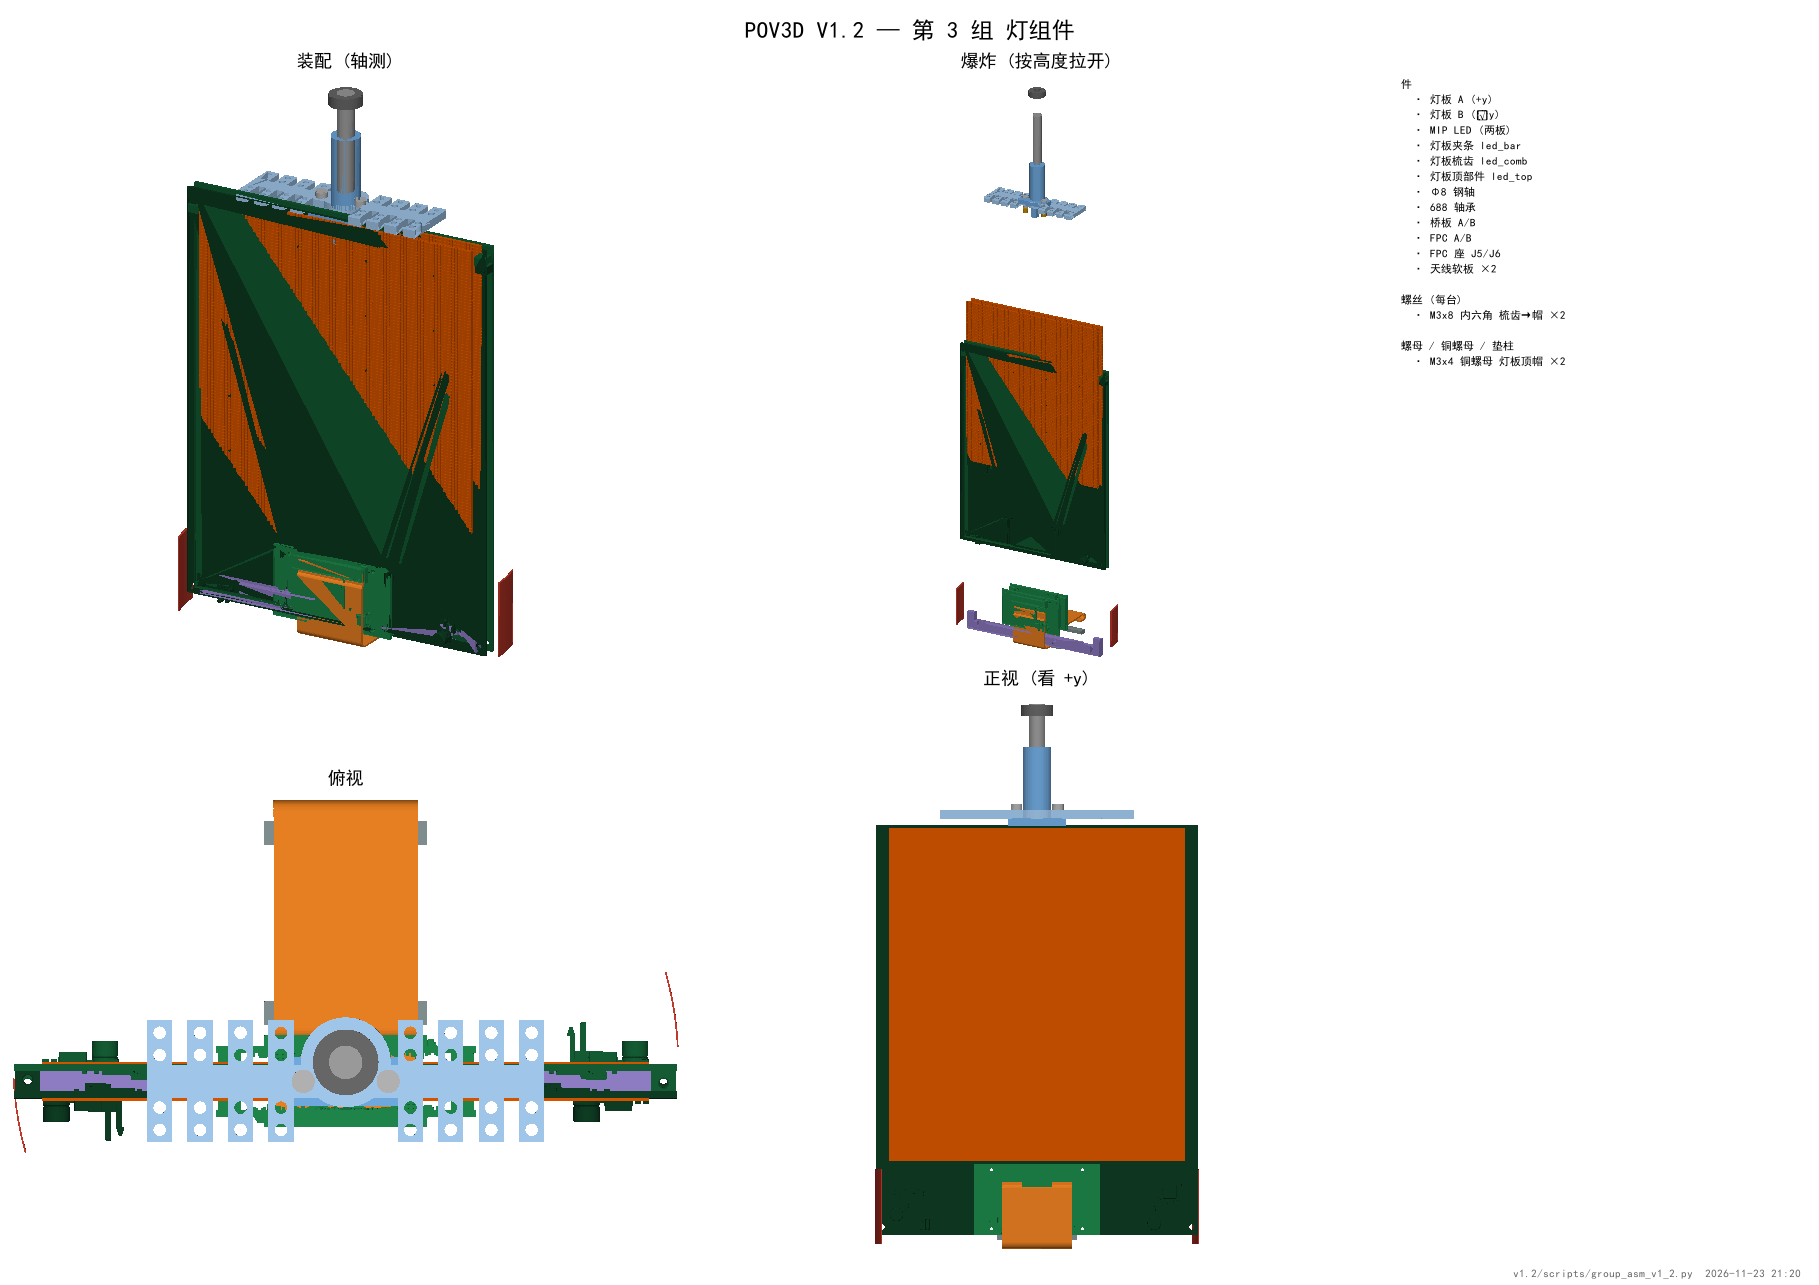 POV3D V1.2 — 第 3 组 灯组件
装配 (轴测)
爆炸 (按高度拉开)
件
· 灯板 A (+y)
· 灯板 B (y)
· MIP LED (两板)
· 灯板夹条 led_bar
· 灯板梳齿 led_comb
· 灯板顶部件 led_top
· Φ8 钢轴
· 688 轴承
· 桥板 A/B
· FPC A/B
· FPC 座 J5/J6
· 天线软板 ×2
螺丝 (每台)
· M3x8 内六角 梳齿→帽 ×2
螺母 / 铜螺母 / 垫柱
· M3x4 铜螺母 灯板顶帽 ×2
正视 (看 +y)
俯视
v1.2/scripts/group_asm_v1_2.py 2026-11-23 21:20